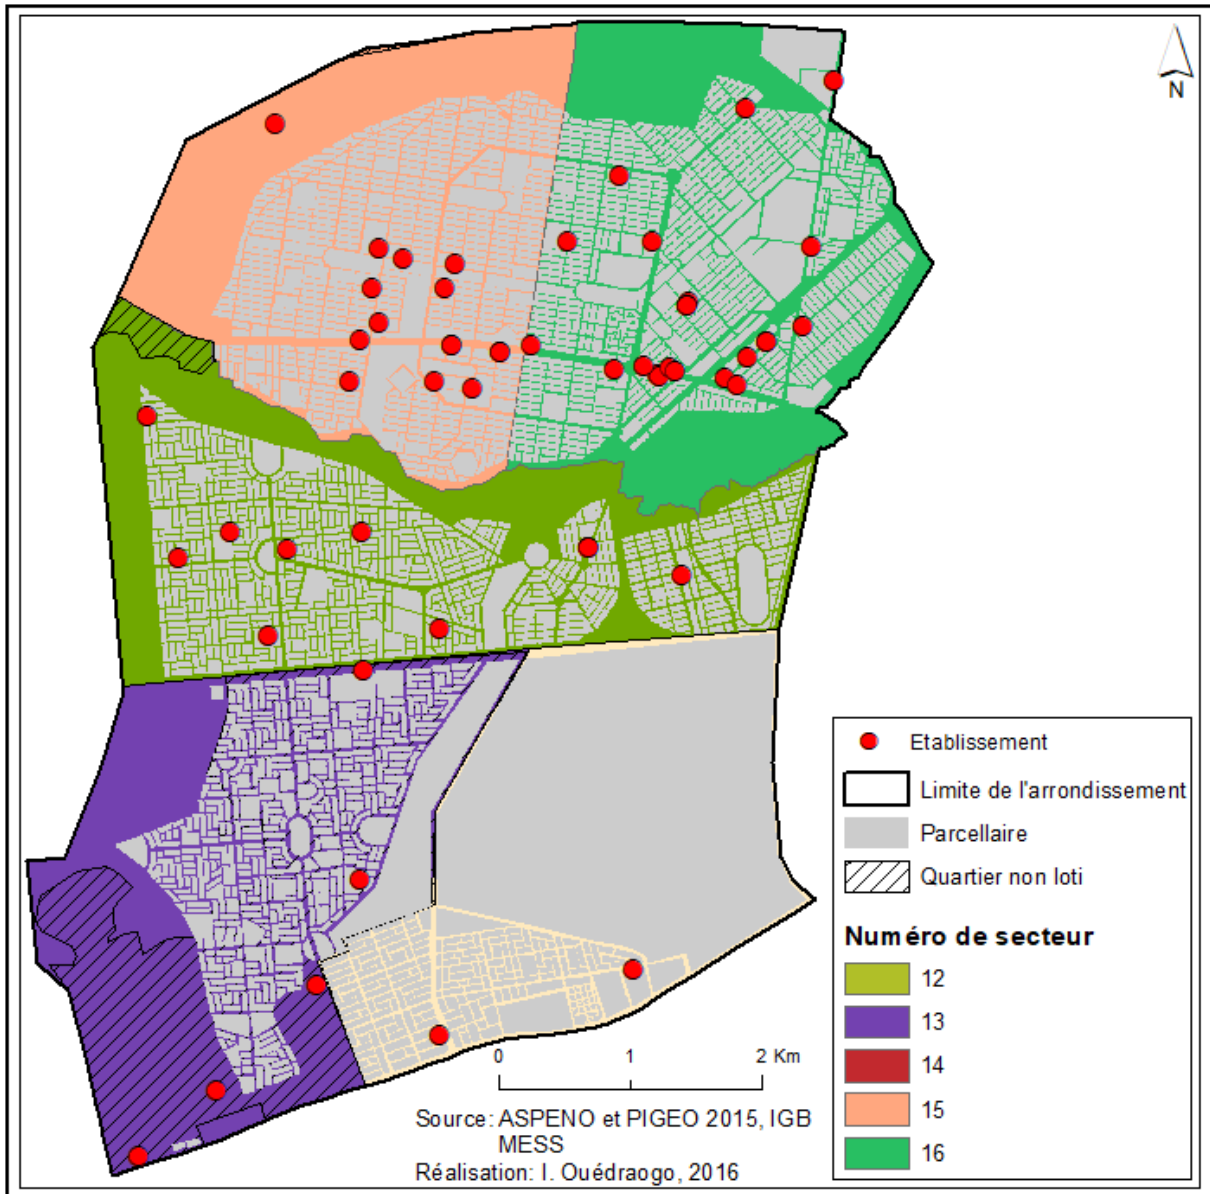 N
Etablissement
Limite de l'arrondissement
Parcellaire
Quartier non loti
Numéro de secteur
12
13
14
15
16
0 1 2 Km
Source: ASPENO et PIGEO 2015, IGB
MESS
Réalisation: I. Ouédraogo, 2016